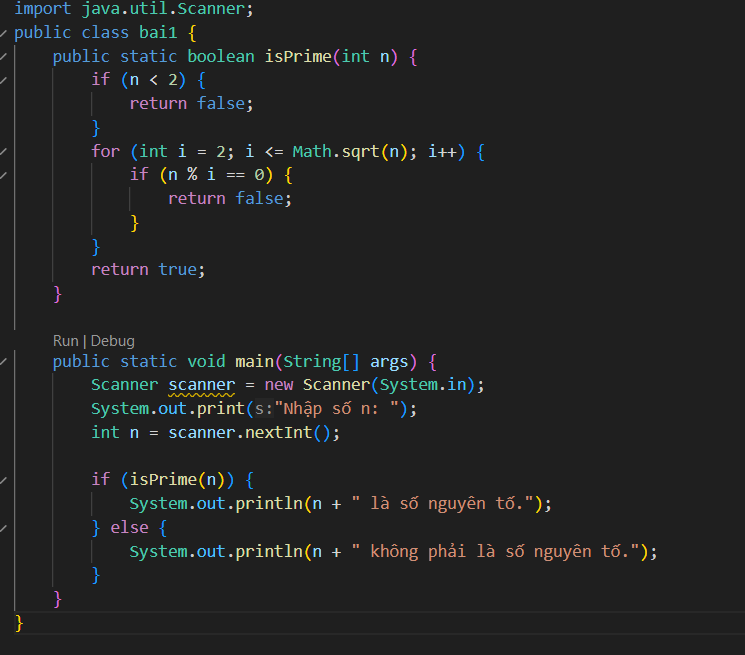 import java.util.Scanner;
public class bai1 {
    public static boolean isPrime(int n) {
        if (n < 2) {
            return false;
        }
        for (int i = 2; i <= Math.sqrt(n); i++) {
            if (n % i == 0) {
                return false;
            }
        }
        return true;
    }

    Run | Debug
    public static void main(String[] args) {
        Scanner scanner = new Scanner(System.in);
        System.out.print(s:"Nhập số n: ");
        int n = scanner.nextInt();

        if (isPrime(n)) {
            System.out.println(n + " là số nguyên tố.");
        } else {
            System.out.println(n + " không phải là số nguyên tố.");
        }
    }
}